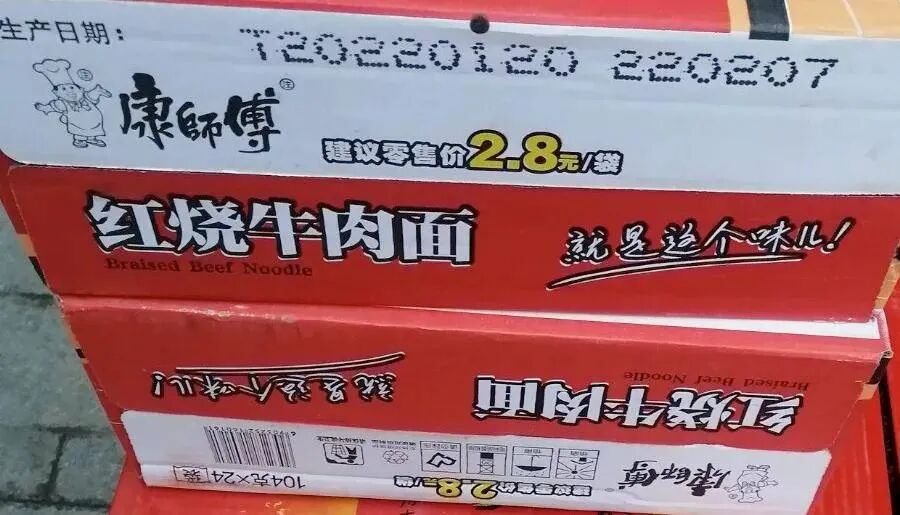 生产日期：
T20220120 220207
康師傅
建议零售价2.8元/袋
红烧牛肉面
Braised Beef Noodle
就是这个味儿！
就是这个味儿！
红烧牛肉面
Braised Beef Noodle
康師傅
建议零售价2.8元/袋
104克×24袋